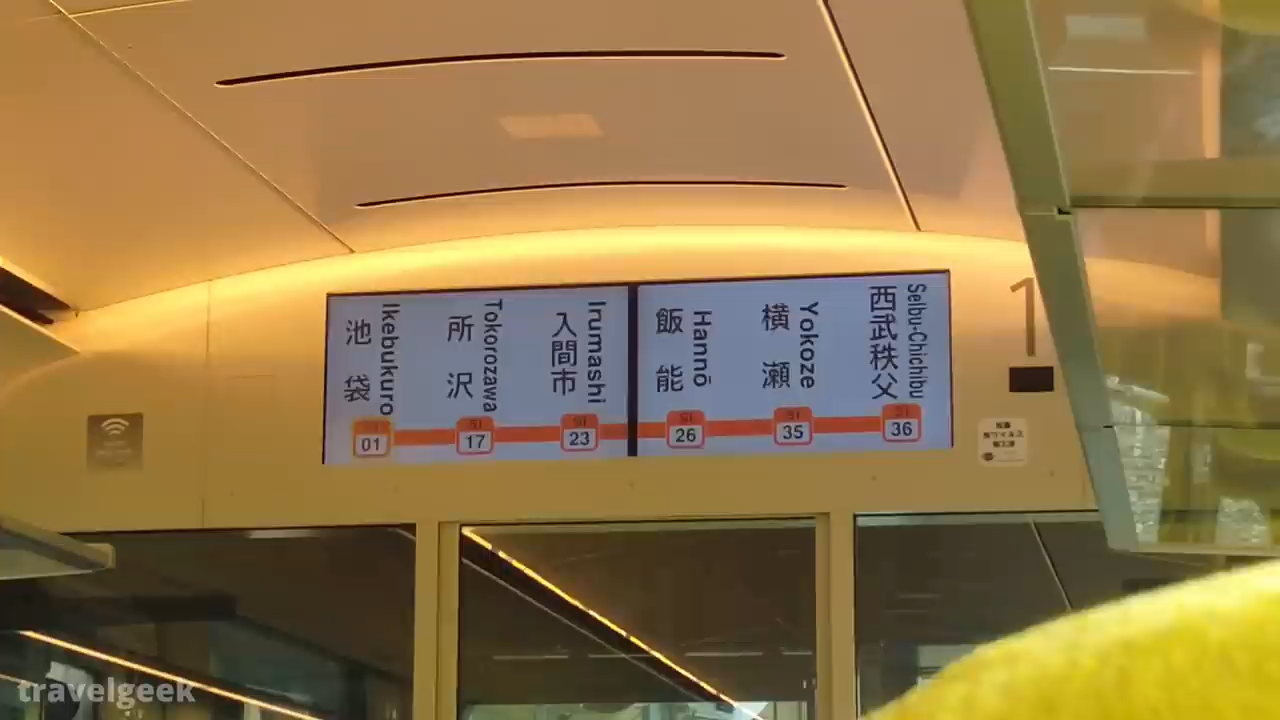 池袋
Ikebukuro
所沢
Tokorozawa
入間市
Irumashi
飯能
Hannō
横瀬
Yokoze
西武秩父
Seibu-Chichibu
SI
01
SI
17
SI
23
SI
26
SI
35
SI
36
1
travelgeek